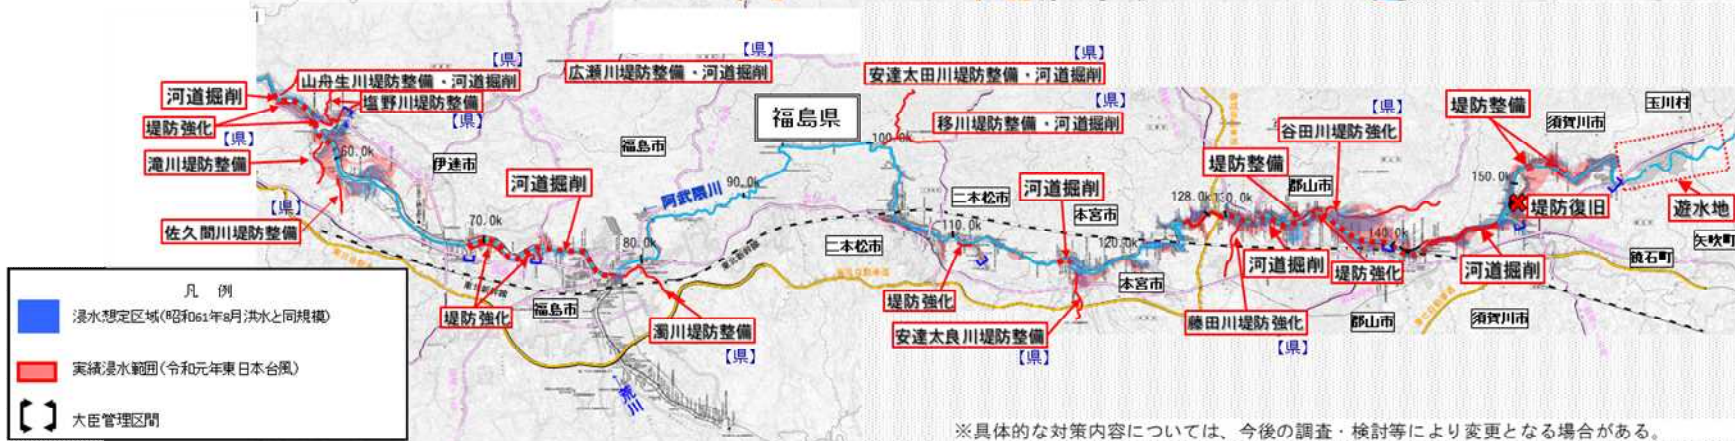 【県】
【県】
【県】
山舟生川堤防整備・河道掘削
広瀬川堤防整備・河道掘削
安達太田川堤防整備・河道掘削
河道掘削
塩野川堤防整備
【県】
【県】
堤防整備
玉川村
堤防強化
【県】
福島県
移川堤防整備・河道掘削
谷田川堤防強化
須賀川市
【県】
100.0k
滝川堤防整備
60.0k
伊達市
福島市
堤防整備
河道掘削
90.0k
二本松市
河道掘削
郡山市
150.0k
阿武隈川
128.0k
堤防復旧
遊水地
【県】
佐久間川堤防整備
70.0k
80.0k
二本松市
110.0k
本宮市
120.0k
140.0k
矢吹町
東北新幹線
鏡石町
河道掘削
堤防強化
河道掘削
本宮市
堤防強化
福島市
堤防強化
濁川堤防整備
【県】
安達太良川堤防整備
【県】
藤田川堤防強化
【県】
郡山市
須賀川市
荒川
凡 例
浸水想定区域(昭和61年8月洪水と同規模)
実績浸水範囲(令和元年東日本台風)
大臣管理区間
※具体的な対策内容については、今後の調査・検討等により変更となる場合がある。